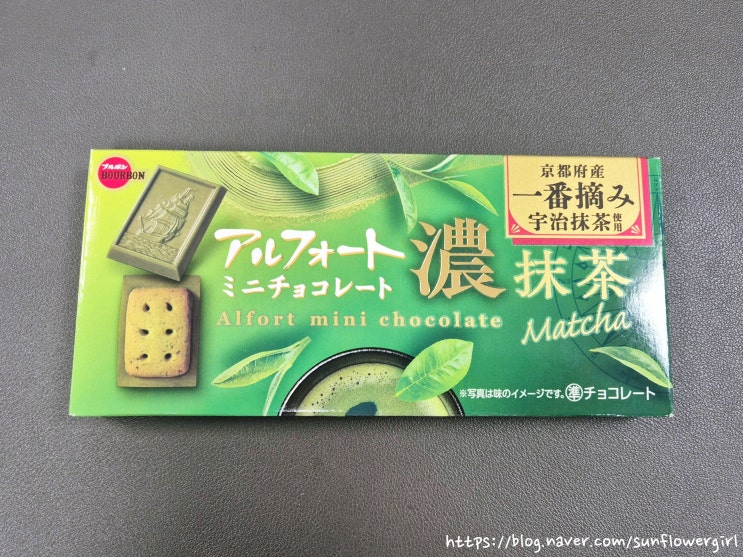 ブルボン
BOURBON
京都府産
一番摘み
宇治抹茶使用
アルフォート
ミニチョコレート
濃抹茶
Alfort mini chocolate
Matcha
※写真は味のイメージです。 準チョコレート
https://blog.naver.com/sunflowergirl